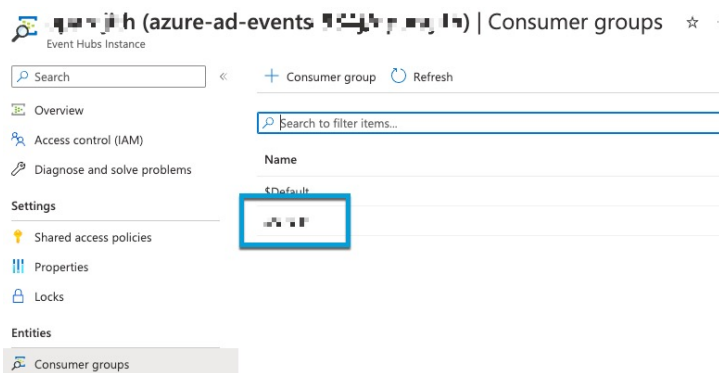 (azure-ad-events ) | Consumer groups
Event Hubs Instance
Search
«
+ Consumer group
Refresh
Overview
Search to filter items...
Access control (IAM)
Name
Diagnose and solve problems
$Default
Settings
Shared access policies
Properties
Locks
Entities
Consumer groups